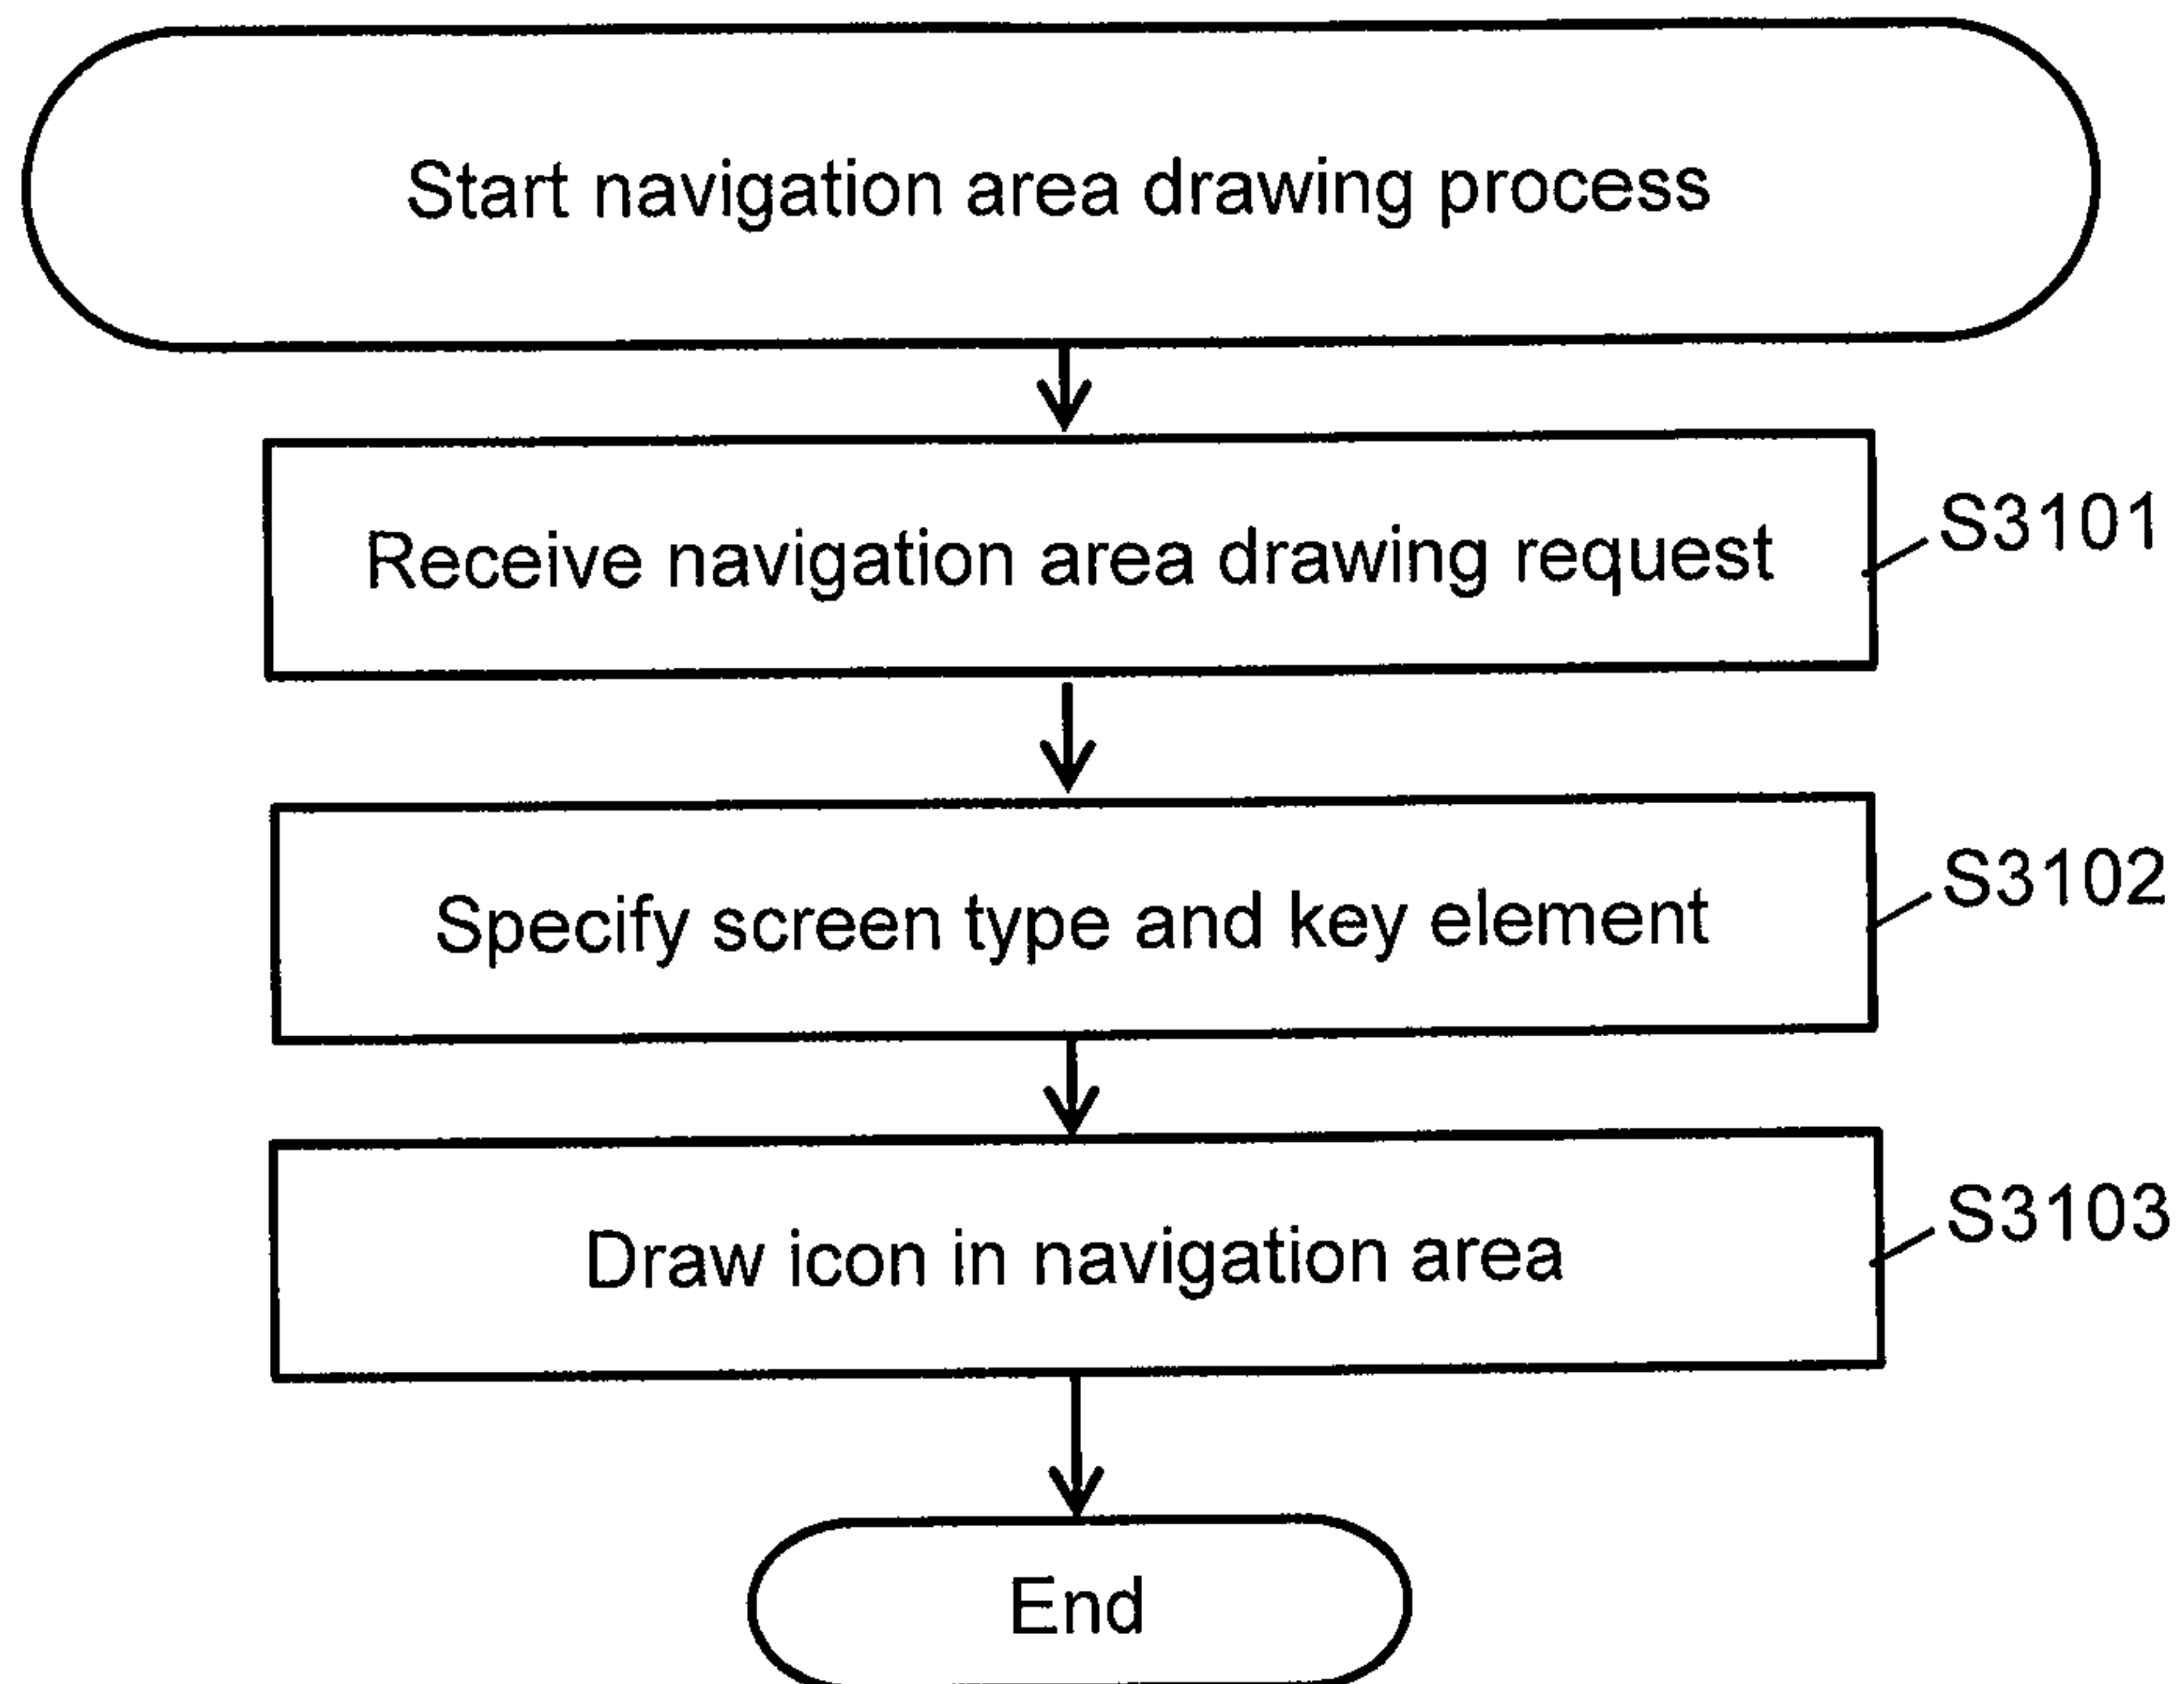 Start navigation area drawing process
Receive navigation area drawing request
S3101
Specify screen type and key element
S3102
Draw icon in navigation area
S3103
End